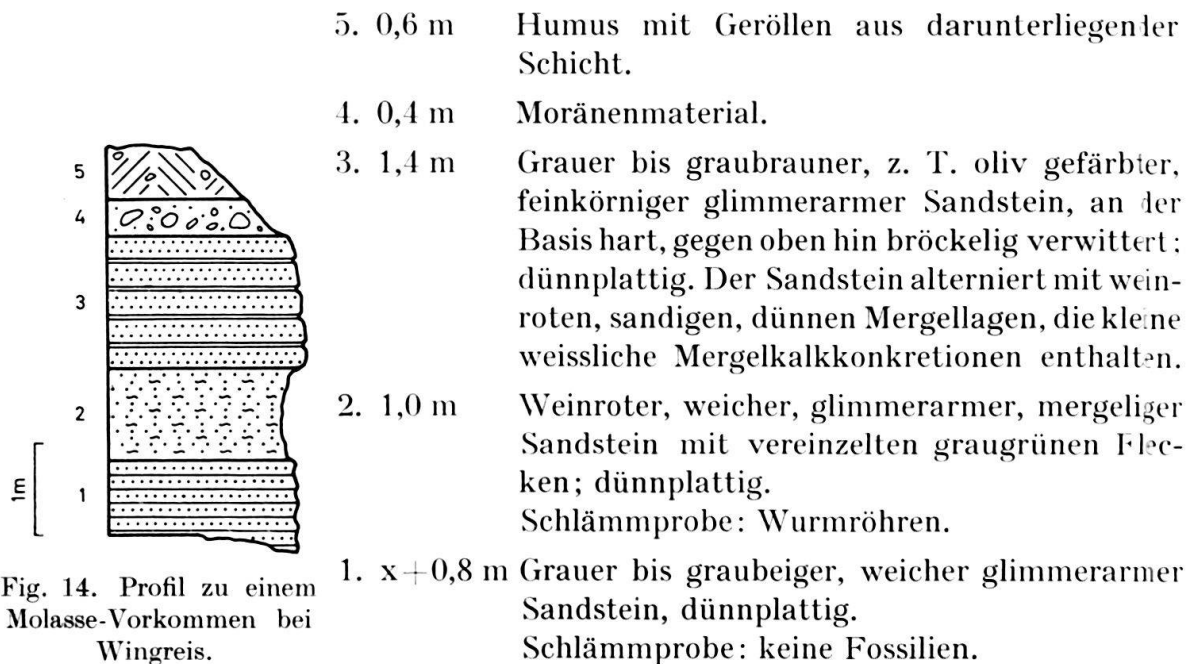 5. 0,6 m Humus mit Geröllen aus darunterliegender
Schicht.
4. 0,4 m Moränenmaterial.
3. 1,4 m Grauer bis graubrauner, z. T. oliv gefärbter,
feinkörniger glimmerarmer Sandstein, an der
Basis hart, gegen oben hin bröckelig verwittert;
dünnplattig. Der Sandstein alterniert mit wein-
roten, sandigen, dünnen Mergellagen, die kleine
weissliche Mergelkalkkonkretionen enthalten.
2. 1,0 m Weinroter, weicher, glimmerarmer, mergeliger
Sandstein mit vereinzelten graugrünen Flec-
ken; dünnplattig.
Schlämmprobe: Wurmröhren.
1. x+0,8 m Grauer bis graubeiger, weicher glimmerarmer
Sandstein, dünnplattig.
Schlämmprobe: keine Fossilien.
5
4
3
2
1
1m
Fig. 14. Profil zu einem
Molasse-Vorkommen bei
Wingreis.